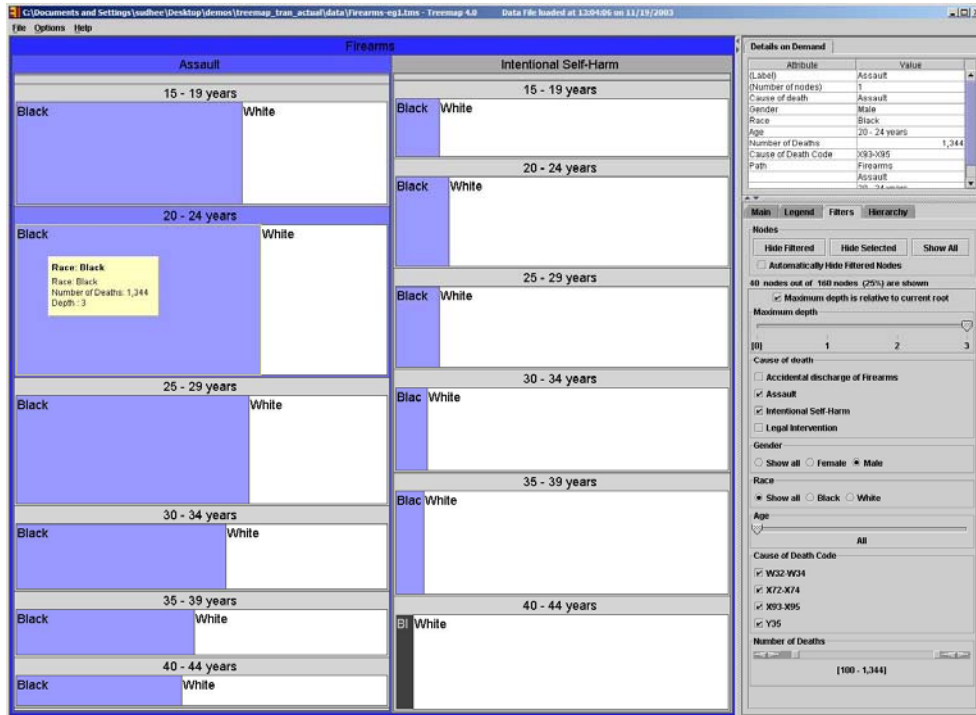 C:\Documents and Settings\sudhee\Desktop\demos\treemap_tran_actual\data\Firearms-eg1.tms - Treemap 4.0 Data File loaded at 13:04:06 on 11/19/2003
File Options Help
Firearms
Assault
15 - 19 years
Black White
20 - 24 years
Black White
Race: Black
Race: Black
Number of Deaths: 1,344
Depth : 3
25 - 29 years
Black White
30 - 34 years
Black White
35 - 39 years
Black White
40 - 44 years
Black White
Intentional Self-Harm
15 - 19 years
Black White
20 - 24 years
Black White
25 - 29 years
Black White
30 - 34 years
Blac White
35 - 39 years
Blac White
40 - 44 years
Bl White
Details on Demand
Attribute Value
(Label) Assault
(Number of nodes) 1
Cause of death Assault
Gender Male
Race Black
Age 20 - 24 years
Number of Deaths 1,344
Cause of Death Code X93-X95
Path Firearms
Assault
20 - 24 years
Main Legend Filters Hierarchy
Nodes
Hide Filtered Hide Selected Show All
Automatically Hide Filtered Nodes
40 nodes out of 160 nodes (25%) are shown
Maximum depth is relative to current root
Maximum depth
[0] 1 2 3
Cause of death
Accidental discharge of Firearms
Assault
Intentional Self-Harm
Legal Intervention
Gender
Show all Female Male
Race
Show all Black White
Age
All
Cause of Death Code
W32-W34
X72-X74
X93-X95
Y35
Number of Deaths
[100 - 1,344]